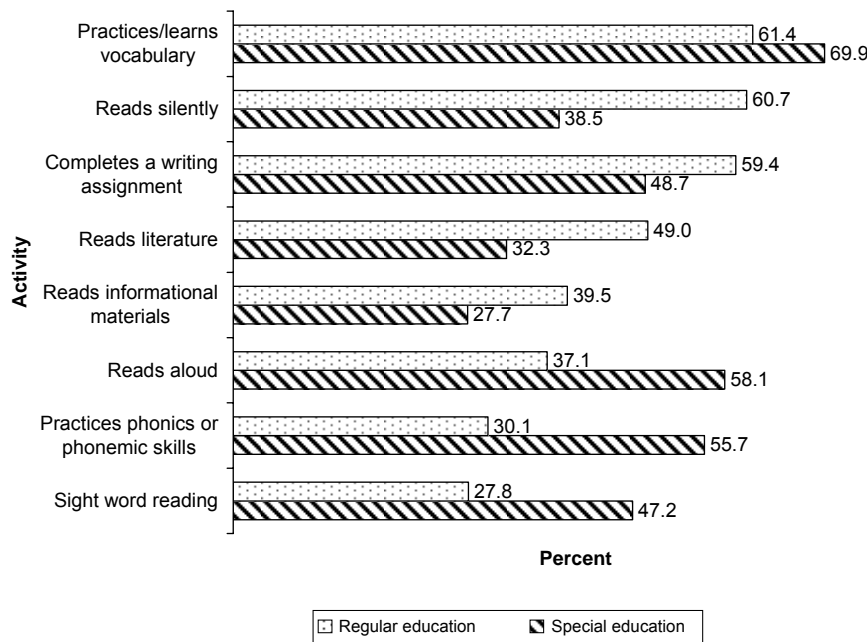 Practices/learns
vocabulary
61.4
69.9
Reads silently
60.7
38.5
Completes a writing
assignment
59.4
48.7
Reads literature
49.0
32.3
Reads informational
materials
39.5
27.7
Reads aloud
37.1
58.1
Practices phonics or
phonemic skills
30.1
55.7
Sight word reading
27.8
47.2
Activity
Percent
Regular education
Special education